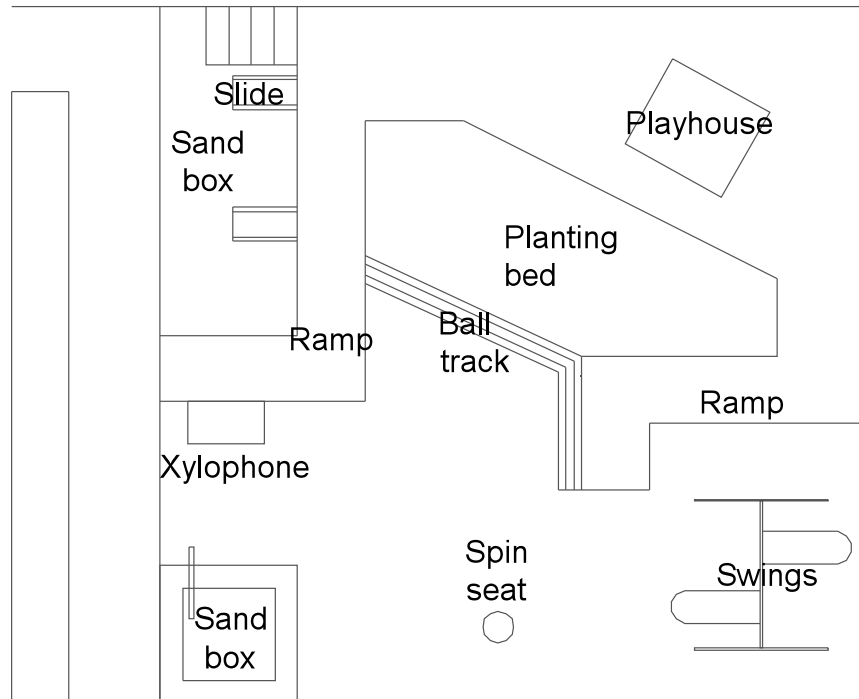 Slide
Playhouse
Sand
box
Planting
bed
Ball
track
Ramp
Ramp
Xylophone
Spin
seat
Swings
Sand
box